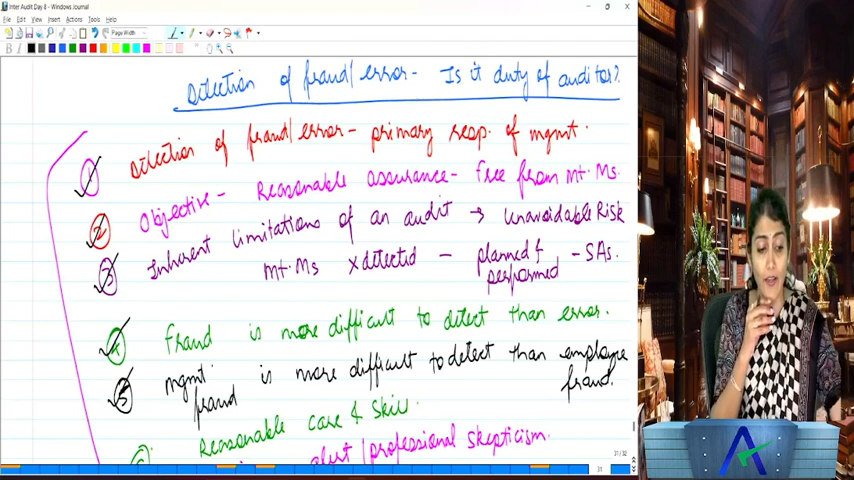 Inter Audit Day 8 - Windows Journal
File Edit View Insert Actions Tools Help
Page Width
B I
Detection of fraud/error - Is it duty of auditor?
① Detection of fraud/error - primary resp. of mgmt.
② Objective - Reasonable assurance - free from Mt. Ms.
③ Inherent limitations of an audit → Unavoidable Risk
Mt. Ms X detected - planned & performed - SAs.
④ fraud is more difficult to detect than error.
⑤ mgmt fraud is more difficult to detect than employee fraud.
⑥ Reasonable care & skill.
alert / professional skepticism.
31/32
31